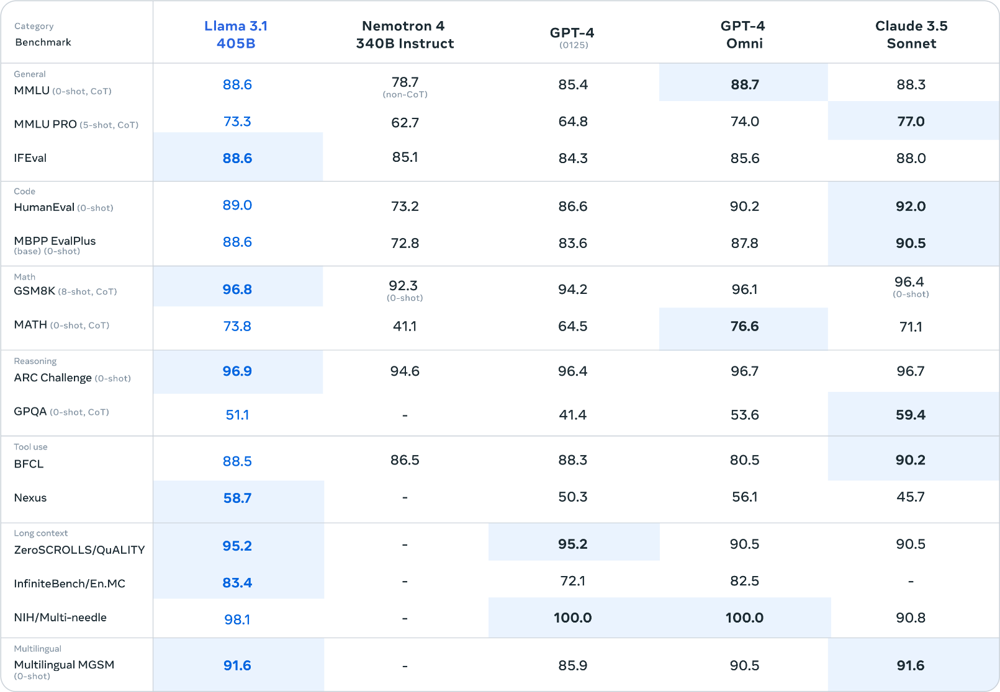 Category
Benchmark
Llama 3.1
405B
Nemotron 4
340B Instruct
GPT-4
(0125)
GPT-4
Omni
Claude 3.5
Sonnet
General
MMLU (0-shot, CoT) 88.6 78.7 85.4 88.7 88.3
(non-CoT)
MMLU PRO (5-shot, CoT) 73.3 62.7 64.8 74.0 77.0
IFEval 88.6 85.1 84.3 85.6 88.0
Code
HumanEval (0-shot) 89.0 73.2 86.6 90.2 92.0
MBPP EvalPlus 88.6 72.8 83.6 87.8 90.5
(base) (0-shot)
Math
GSM8K (8-shot, CoT) 96.8 92.3 94.2 96.1 96.4
(0-shot) (0-shot)
MATH (0-shot, CoT) 73.8 41.1 64.5 76.6 71.1
Reasoning
ARC Challenge (0-shot) 96.9 94.6 96.4 96.7 96.7
GPQA (0-shot, CoT) 51.1 - 41.4 53.6 59.4
Tool use
BFCL 88.5 86.5 88.3 80.5 90.2
Nexus 58.7 - 50.3 56.1 45.7
Long context
ZeroSCROLLS/QuALITY 95.2 - 95.2 90.5 90.5
InfiniteBench/En.MC 83.4 - 72.1 82.5 -
NIH/Multi-needle 98.1 - 100.0 100.0 90.8
Multilingual
Multilingual MGSM 91.6 - 85.9 90.5 91.6
(0-shot)